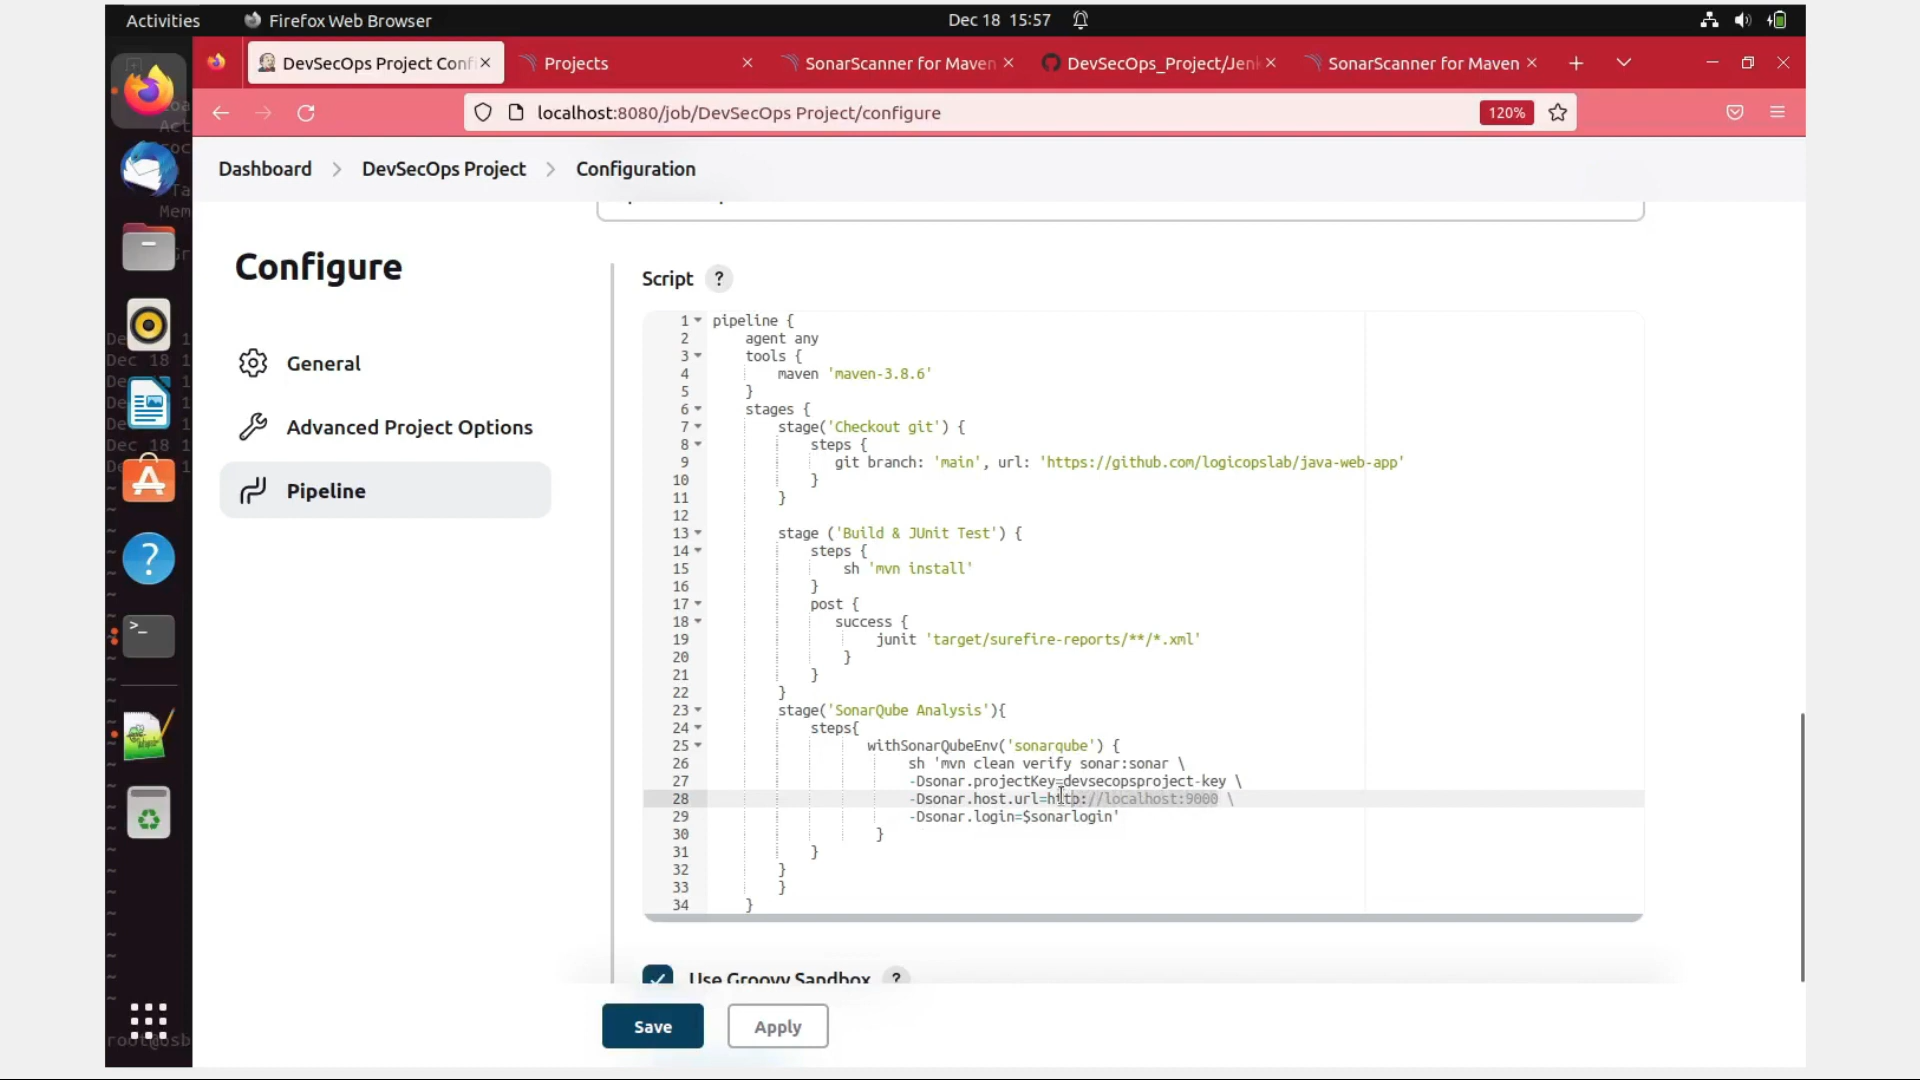 Activities
Firefox Web Browser
Dec 18 15:57
DevSecOps Project Conf
Projects
SonarScanner for Maven
DevSecOps_Project/Jenk
SonarScanner for Maven
localhost:8080/job/DevSecOps Project/configure
120%
Dashboard
DevSecOps Project
Configuration
Configure
General
Advanced Project Options
Pipeline
Script ?
1 pipeline {
2 agent any
3 tools {
4 maven 'maven-3.8.6'
5 }
6 stages {
7 stage('Checkout git') {
8 steps {
9 git branch: 'main', url: 'https://github.com/logicopslab/java-web-app'
10 }
11 }
12
13 stage ('Build & JUnit Test') {
14 steps {
15 sh 'mvn install'
16 }
17 post {
18 success {
19 junit 'target/surefire-reports/**/*.xml'
20 }
21 }
22 }
23 stage('SonarQube Analysis'){
24 steps{
25 withSonarQubeEnv('sonarqube') {
26 sh 'mvn clean verify sonar:sonar \
27 -Dsonar.projectKey=devsecopsproject-key \
28 -Dsonar.host.url=http://localhost:9000 \
29 -Dsonar.login=$sonarlogin'
30 }
31 }
32 }
33 }
34 }
Use Groovy Sandbox ?
Save
Apply